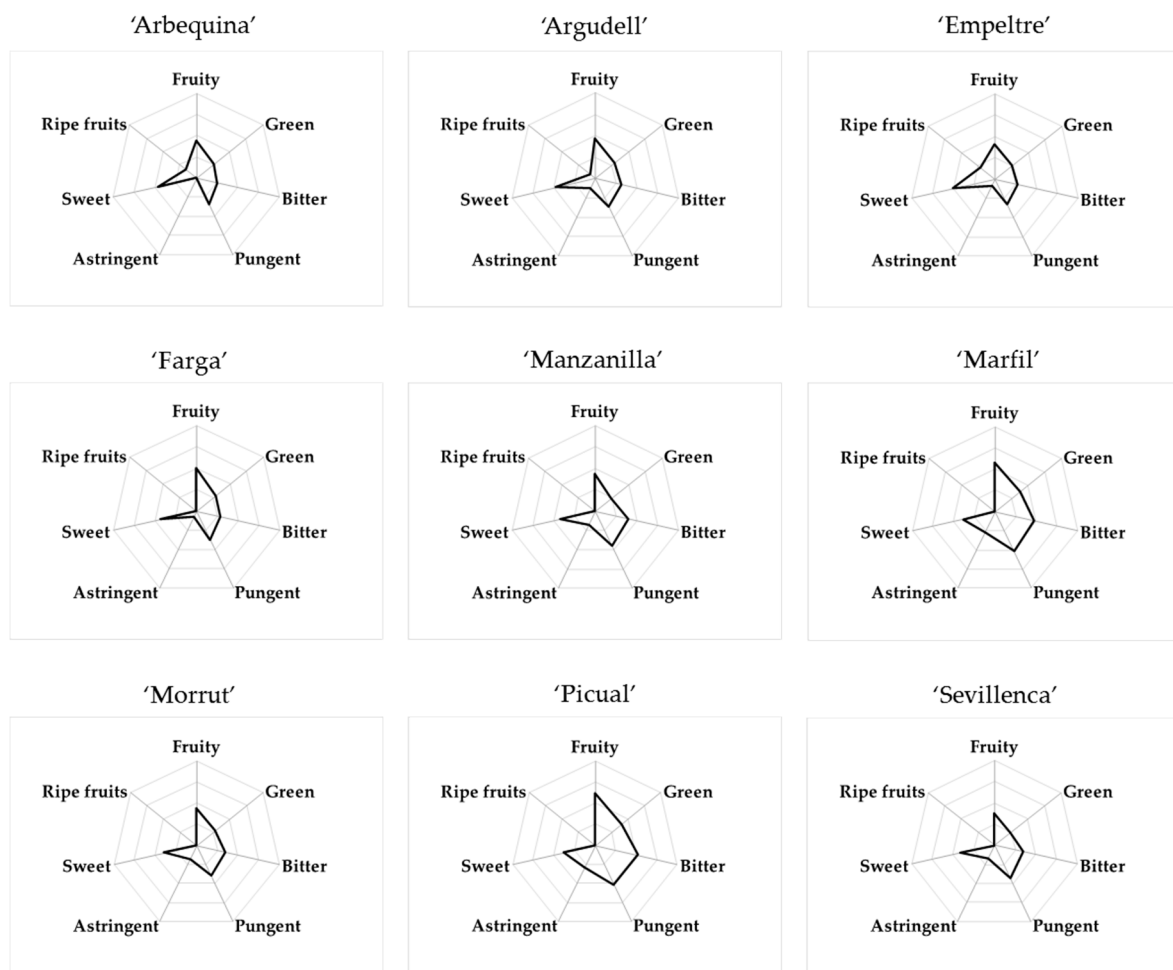 ‘Arbequina’
Fruity
Ripe fruits
Green
Sweet
Bitter
Astringent
Pungent
‘Argudell’
Fruity
Ripe fruits
Green
Sweet
Bitter
Astringent
Pungent
‘Empeltre’
Fruity
Ripe fruits
Green
Sweet
Bitter
Astringent
Pungent
‘Farga’
Fruity
Ripe fruits
Green
Sweet
Bitter
Astringent
Pungent
‘Manzanilla’
Fruity
Ripe fruits
Green
Sweet
Bitter
Astringent
Pungent
‘Marfil’
Fruity
Ripe fruits
Green
Sweet
Bitter
Astringent
Pungent
‘Morrut’
Fruity
Ripe fruits
Green
Sweet
Bitter
Astringent
Pungent
‘Picual’
Fruity
Ripe fruits
Green
Sweet
Bitter
Astringent
Pungent
‘Sevillenca’
Fruity
Ripe fruits
Green
Sweet
Bitter
Astringent
Pungent